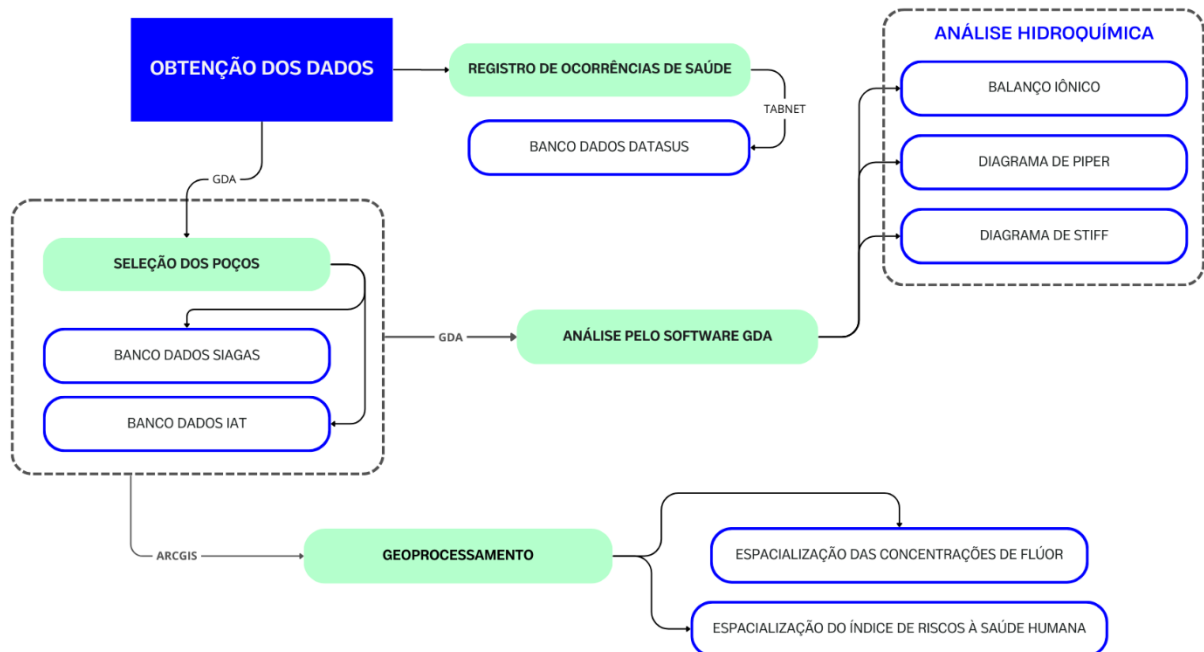 OBTENÇÃO DOS DADOS
REGISTRO DE OCORRÊNCIAS DE SAÚDE
TABNET
BANCO DADOS DATASUS
ANÁLISE HIDROQUÍMICA
BALANÇO IÔNICO
DIAGRAMA DE PIPER
DIAGRAMA DE STIFF
GDA
SELEÇÃO DOS POÇOS
BANCO DADOS SIAGAS
BANCO DADOS IAT
GDA
ANÁLISE PELO SOFTWARE GDA
ARCGIS
GEOPROCESSAMENTO
ESPACIALIZAÇÃO DAS CONCENTRAÇÕES DE FLÚOR
ESPACIALIZAÇÃO DO ÍNDICE DE RISCOS À SAÚDE HUMANA